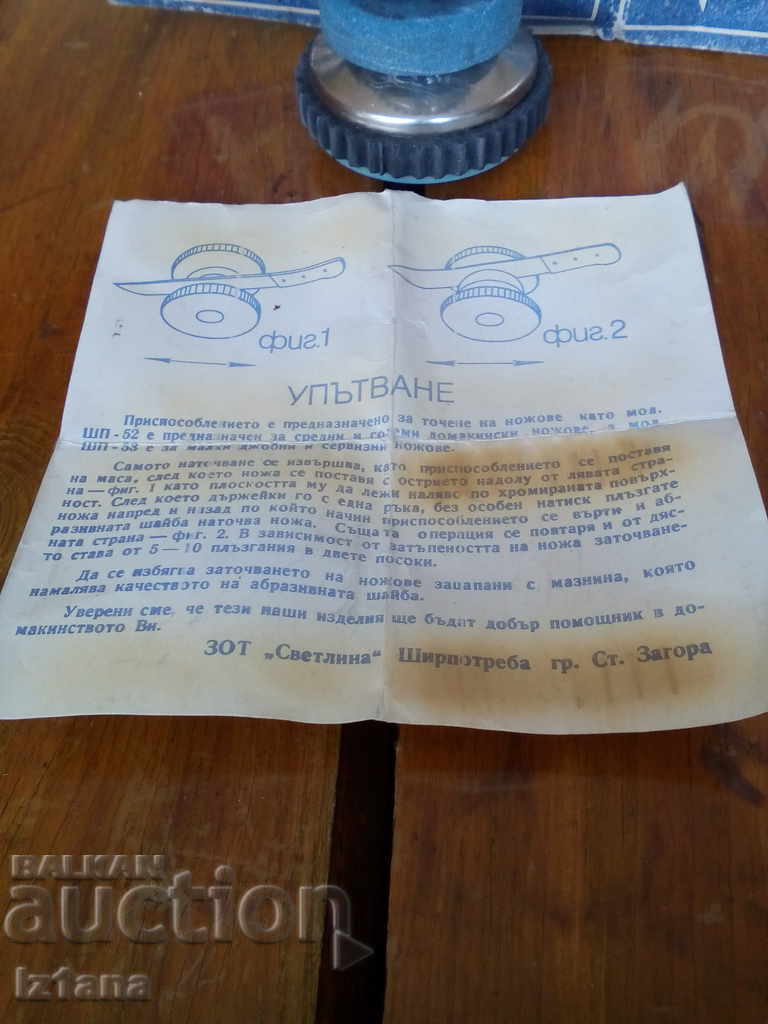 фиг.1
фиг.2
УПЪТВАНЕ
Приспособлението е предназначено за точене на ножове като мод.
ШП-52 е предназначен за средни и големи домакински ножове, а мод.
ШП-53 е за малки джобни и сервизни ножове.
Самото наточване се извършва, като приспособлението се поставя
на маса, след което ножа се поставя с острието надолу от лявата стра-
на — фиг. 1 като плоскостта му да лежи наляво по хромираната повърх-
ност. След което държейки го с една ръка, без особен натиск плъзгате
ножа напред и назад по който начин приспособлението се върти и аб-
разивната шайба наточва ножа. Същата операция се повтаря и от дяс-
ната страна — фиг. 2. В зависимост от затъпеността на ножа заточване-
то става от 5—10 плъзгания в двете посоки.
Да се избягва заточването на ножове зацапани с мазнина, която
намалява качеството на абразивната шайба.
Уверени сме, че тези наши изделия ще бъдат добър помощник в до-
макинството Ви.
ЗОТ „Светлина“ Ширпотреба гр. Ст. Загора
BALKAN
auction
iz1ana